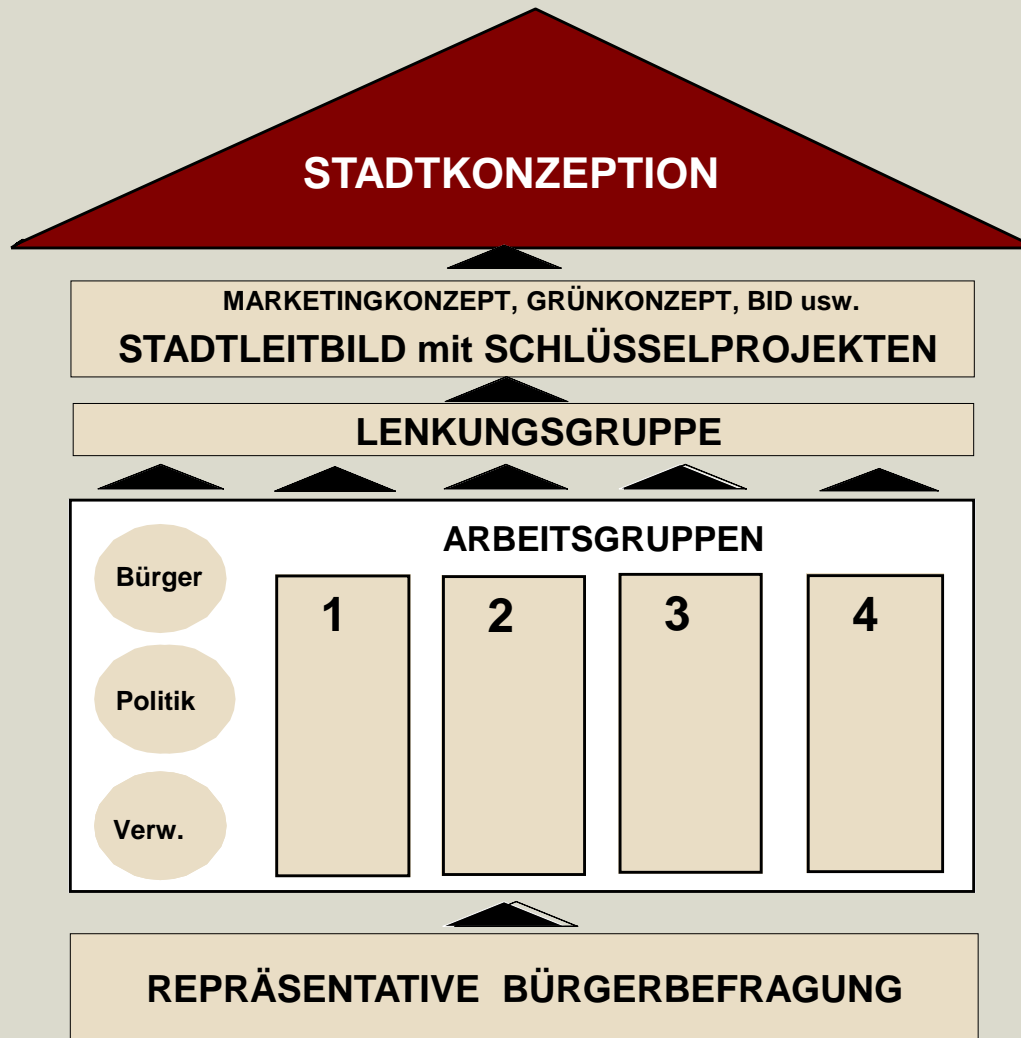 STADTKONZEPTION
MARKETINGKONZEPT, GRÜNKONZEPT, BID usw.
STADTLEITBILD mit SCHLÜSSELPROJEKTEN
LENKUNGSGRUPPE
ARBEITSGRUPPEN
Bürger
1 2 3 4
Politik
Verw.
REPRÄSENTATIVE BÜRGERBEFRAGUNG